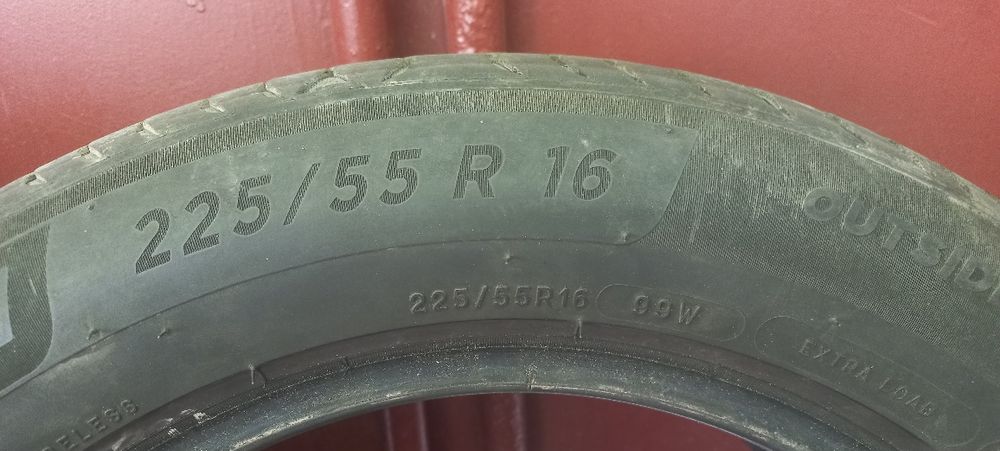 225/55 R 16
OUTSIDE
225/55R16 99W
EXTRA LOAD